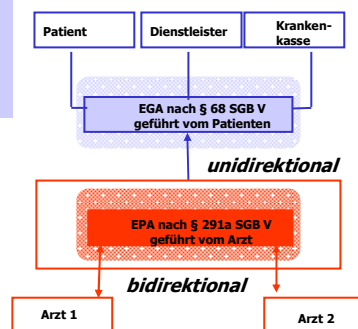 Patient
Dienstleister
Kranken-
kasse
EGA nach § 68 SGB V
geführt vom Patienten
unidirektional
EPA nach § 291a SGB V
geführt vom Arzt
bidirektional
Arzt 1
Arzt 2